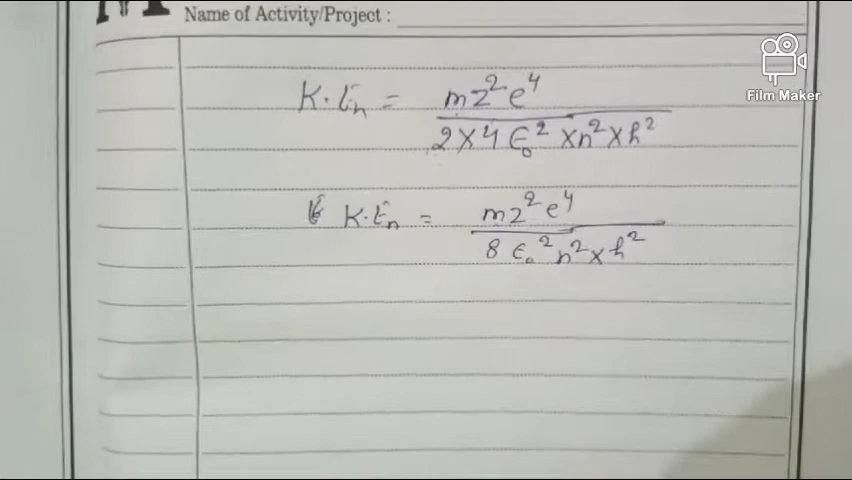 Name of Activity/Project :
Film Maker
K.En = mz²e⁴ / 2×4 ϵ₀² ×n²×h²
K.En = mz²e⁴ / 8 ϵ₀² n²×h²